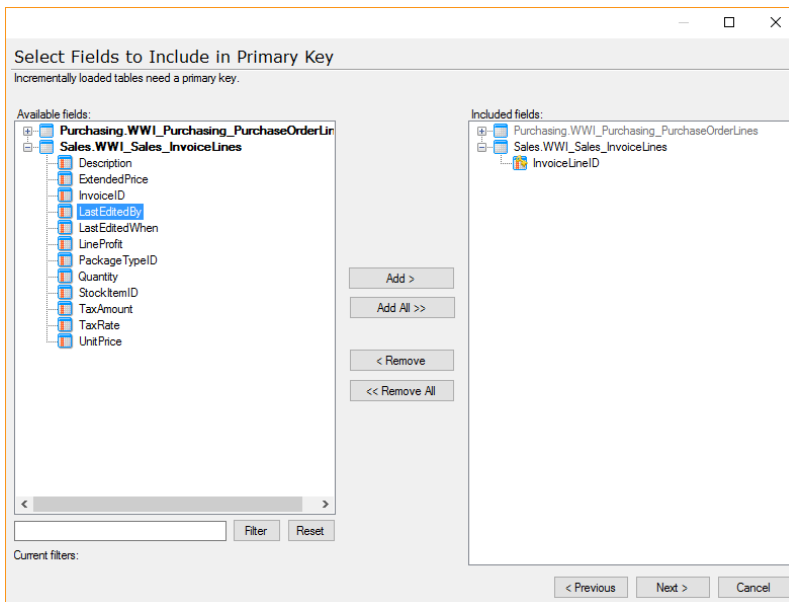 Select Fields to Include in Primary Key
Incrementally loaded tables need a primary key.
Available fields:
Purchasing.WWI_Purchasing_PurchaseOrderLin
Sales.WWI_Sales_InvoiceLines
Description
ExtendedPrice
InvoiceID
LastEditedBy
LastEditedWhen
LineProfit
PackageTypeID
Quantity
StockItemID
TaxAmount
TaxRate
UnitPrice
Filter Reset
Current filters:
Add >
Add All >>
< Remove
<< Remove All
Included fields:
Purchasing.WWI_Purchasing_PurchaseOrderLines
Sales.WWI_Sales_InvoiceLines
InvoiceLineID
< Previous Next > Cancel